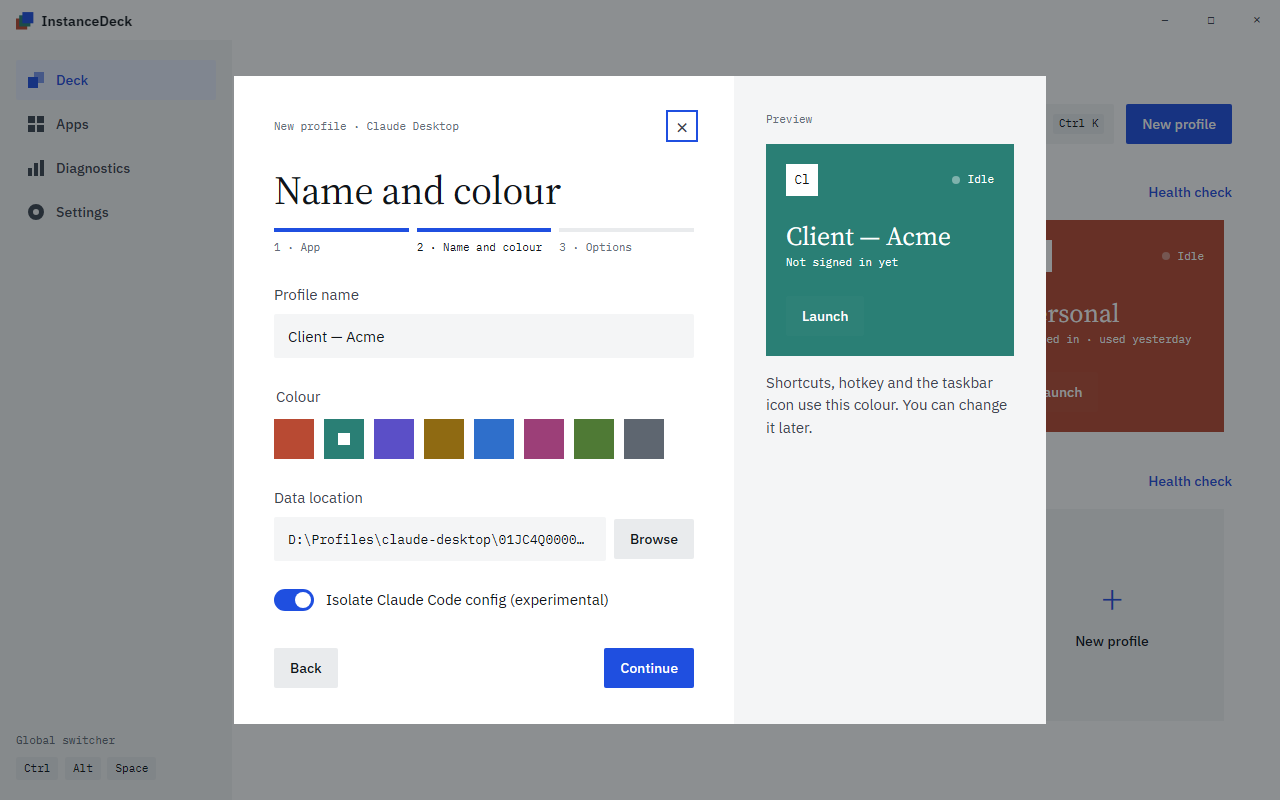 InstanceDeck
Deck
Apps
Diagnostics
Settings
Global switcher
Ctrl Alt Space
Ctrl K
New profile
Health check
Idle
rsonal
ed in · used yesterday
aunch
Health check
New profile
New profile · Claude Desktop
Name and colour
1 · App
2 · Name and colour
3 · Options
Profile name
Client — Acme
Colour
Data location
D:\Profiles\claude-desktop\01JC4Q0000…
Browse
Isolate Claude Code config (experimental)
Back
Continue
Preview
Cl
Idle
Client — Acme
Not signed in yet
Launch
Shortcuts, hotkey and the taskbar
icon use this colour. You can change
it later.